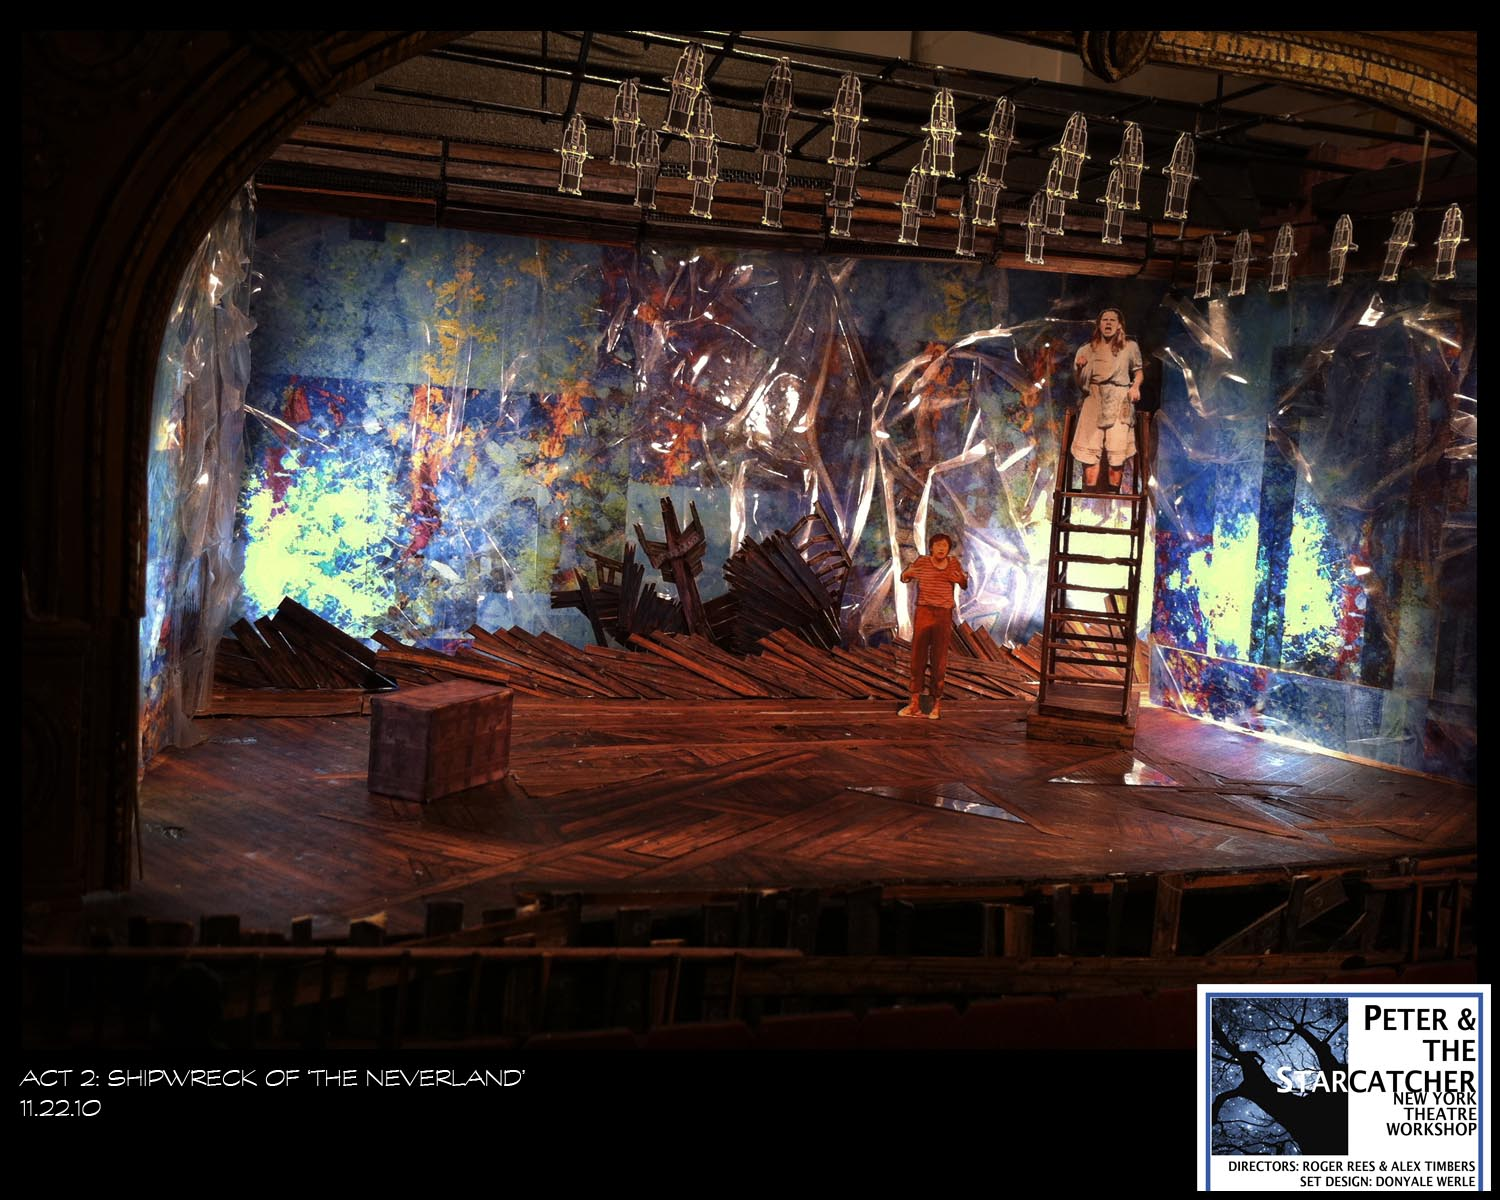 ACT 2: SHIPWRECK OF 'THE NEVERLAND'
11.22.10
PETER &
THE
STARCATCHER
NEW YORK
THEATRE
WORKSHOP
DIRECTORS: ROGER REES & ALEX TIMBERS
SET DESIGN: DONYALE WERLE